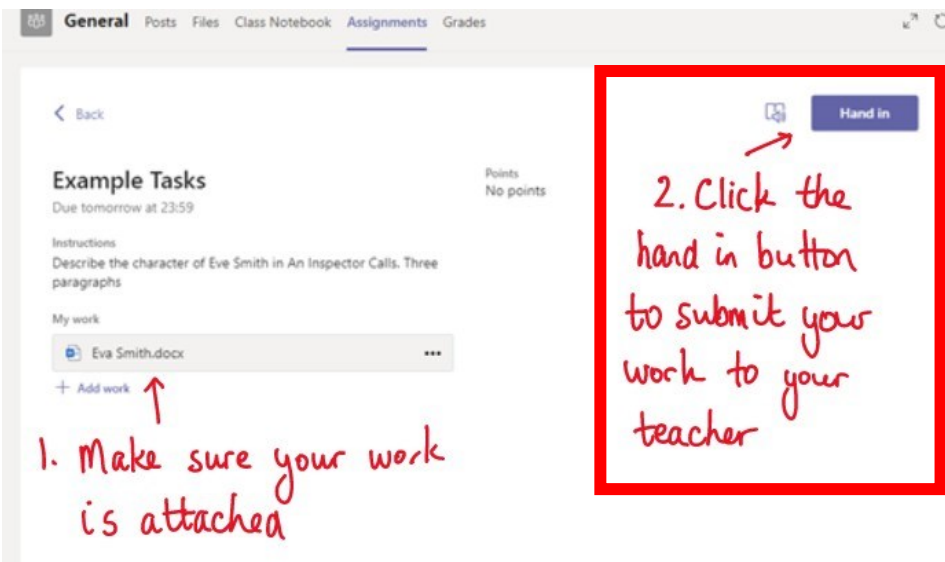 General Posts Files Class Notebook Assignments Grades
Back
Hand in
Example Tasks
Due tomorrow at 23:59
Points
No points
Instructions
Describe the character of Eve Smith in An Inspector Calls. Three
paragraphs
My work
Eva Smith.docx
+ Add work
1. Make sure your work
is attached
2. Click the
hand in button
to submit your
work to your
teacher